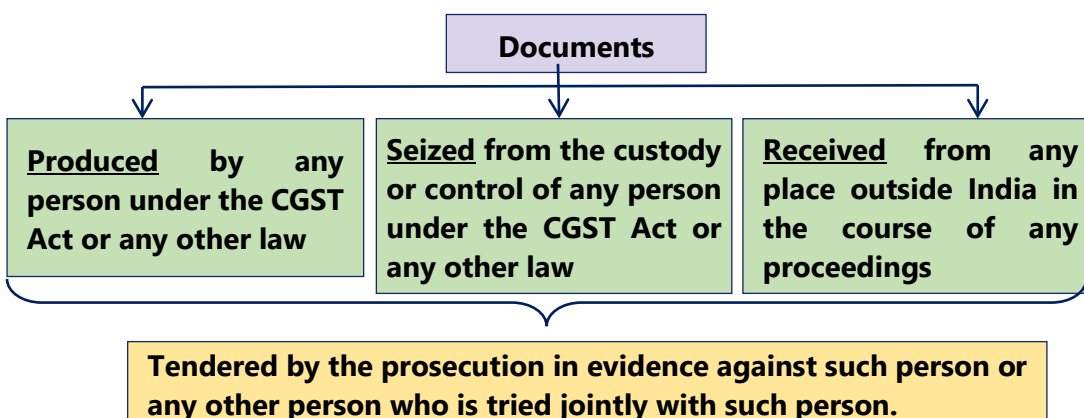 Documents
Produced by any
person under the CGST
Act or any other law
Seized from the custody
or control of any person
under the CGST Act or
any other law
Received from any
place outside India in
the course of any
proceedings
Tendered by the prosecution in evidence against such person or
any other person who is tried jointly with such person.